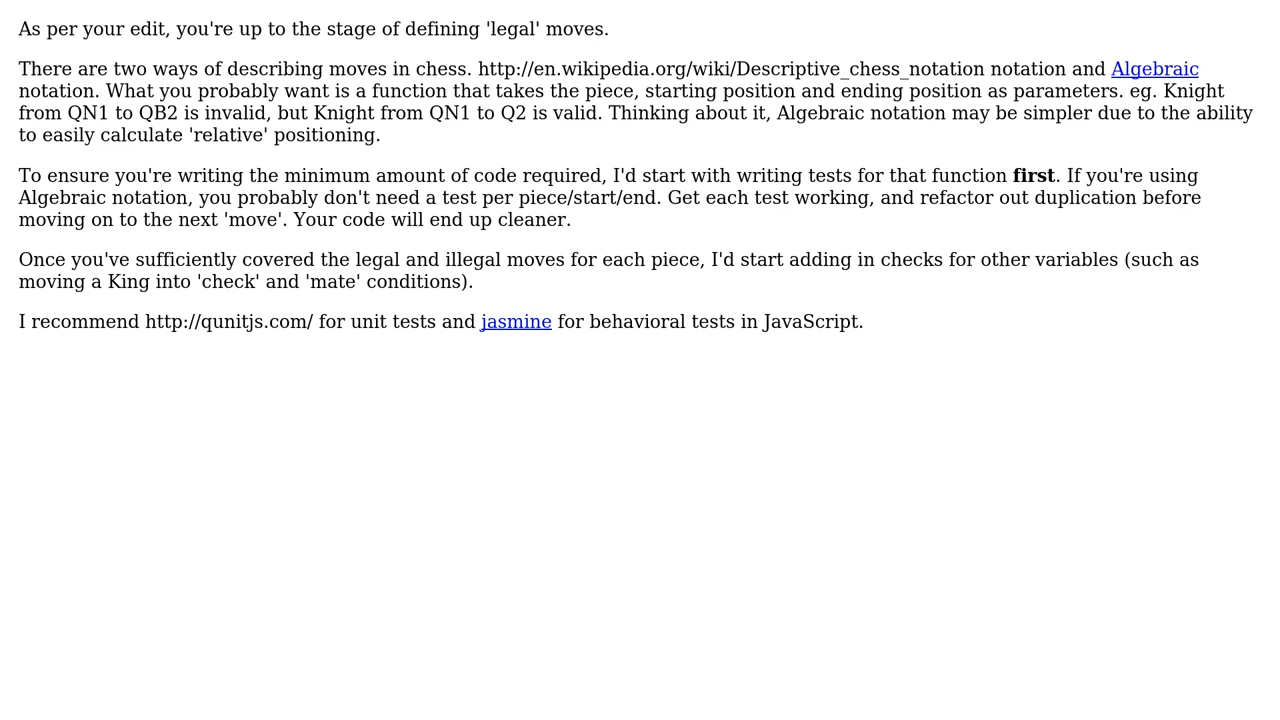 As per your edit, you're up to the stage of defining 'legal' moves.
There are two ways of describing moves in chess. http://en.wikipedia.org/wiki/Descriptive_chess_notation notation and Algebraic
notation. What you probably want is a function that takes the piece, starting position and ending position as parameters. eg. Knight
from QN1 to QB2 is invalid, but Knight from QN1 to Q2 is valid. Thinking about it, Algebraic notation may be simpler due to the ability
to easily calculate 'relative' positioning.
To ensure you're writing the minimum amount of code required, I'd start with writing tests for that function first. If you're using
Algebraic notation, you probably don't need a test per piece/start/end. Get each test working, and refactor out duplication before
moving on to the next 'move'. Your code will end up cleaner.
Once you've sufficiently covered the legal and illegal moves for each piece, I'd start adding in checks for other variables (such as
moving a King into 'check' and 'mate' conditions).
I recommend http://qunitjs.com/ for unit tests and jasmine for behavioral tests in JavaScript.